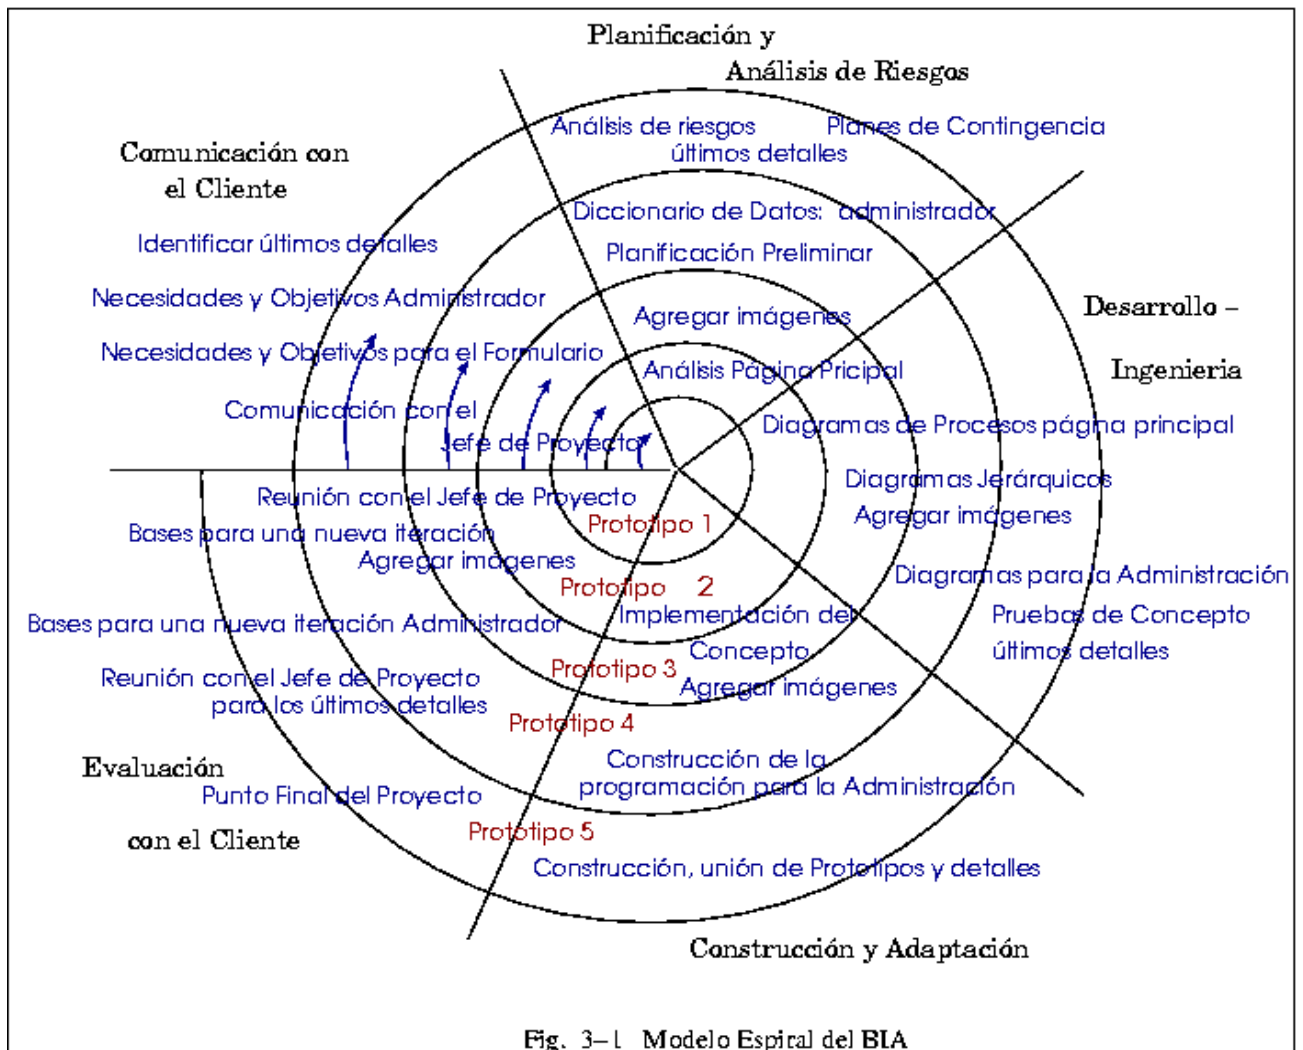 Planificación y
Análisis de Riesgos
Análisis de riesgos
Planes de Contingencia
últimos detalles
Comunicación con
el Cliente
Diccionario de Datos: administrador
Identificar últimos detalles
Planificación Preliminar
Necesidades y Objetivos Administrador
Agregar imágenes
Desarrollo –
Necesidades y Objetivos para el Formulario
Análisis Página Pricipal
Ingenieria
Comunicación con el
Jefe de Proyecto
Diagramas de Procesos página principal
Diagramas Jerárquicos
Reunión con el Jefe de Proyecto
Agregar imágenes
Prototipo 1
Bases para una nueva iteración
Agregar imágenes
Diagramas para la Administración
Prototipo 2
Implementación del
Pruebas de Concepto
Bases para una nueva iteración Administrador
Concepto
últimos detalles
Prototipo 3
Reunión con el Jefe de Proyecto
Agregar imágenes
para los últimos detalles
Prototipo 4
Construcción de la
programación para la Administración
Evaluación
Punto Final del Proyecto
con el Cliente
Prototipo 5
Construcción, unión de Prototipos y detalles
Construcción y Adaptación
Fig. 3–1 Modelo Espiral del BIA